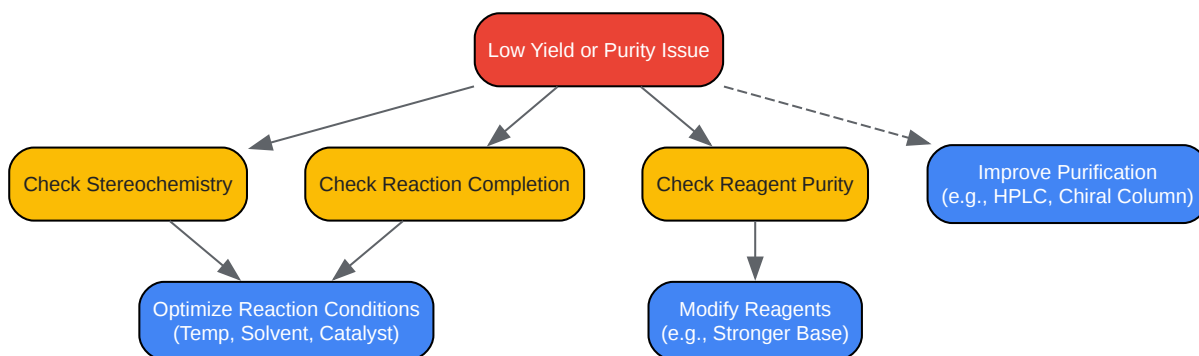 Low Yield or Purity Issue
Check Stereochemistry
Check Reaction Completion
Check Reagent Purity
Improve Purification
(e.g., HPLC, Chiral Column)
Optimize Reaction Conditions
(Temp, Solvent, Catalyst)
Modify Reagents
(e.g., Stronger Base)